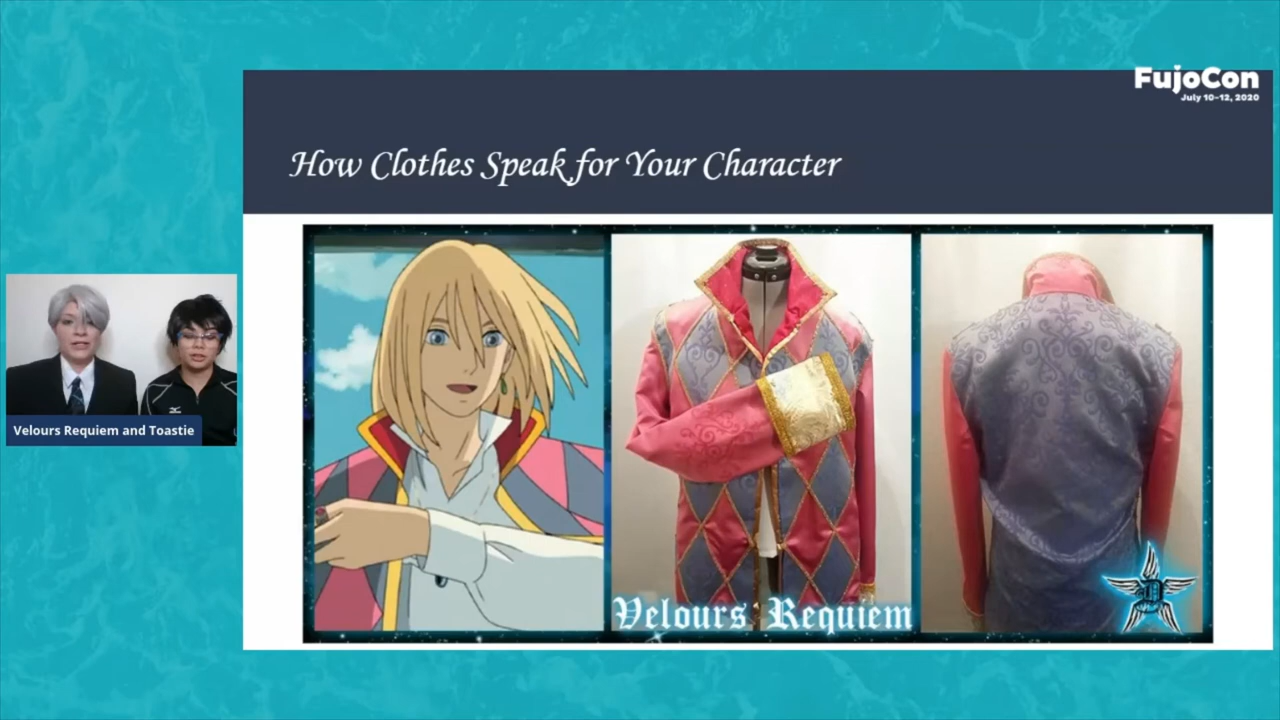 FujoCon
July 10-12, 2020
How Clothes Speak for Your Character
Velours Requiem and Toastie
Velours Requiem
D